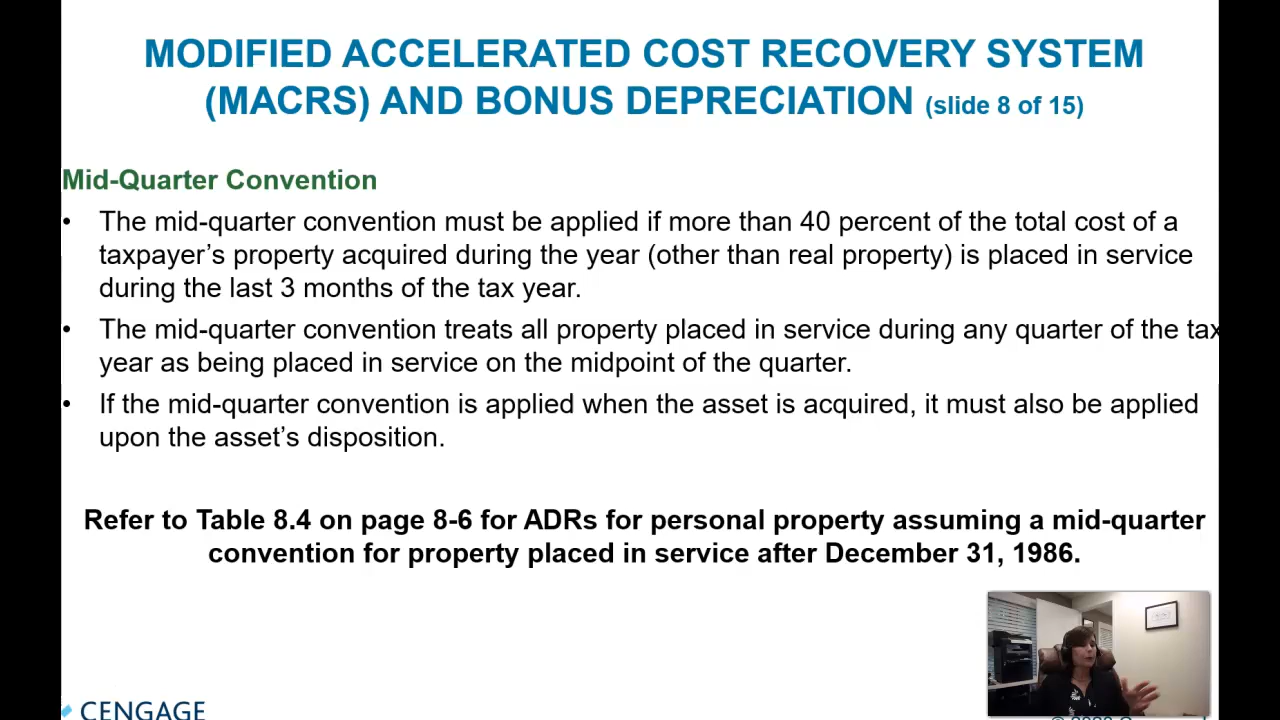 MODIFIED ACCELERATED COST RECOVERY SYSTEM
(MACRS) AND BONUS DEPRECIATION (slide 8 of 15)
Mid-Quarter Convention
• The mid-quarter convention must be applied if more than 40 percent of the total cost of a
taxpayer’s property acquired during the year (other than real property) is placed in service
during the last 3 months of the tax year.
• The mid-quarter convention treats all property placed in service during any quarter of the tax
year as being placed in service on the midpoint of the quarter.
• If the mid-quarter convention is applied when the asset is acquired, it must also be applied
upon the asset’s disposition.
Refer to Table 8.4 on page 8-6 for ADRs for personal property assuming a mid-quarter
convention for property placed in service after December 31, 1986.
CENGAGE